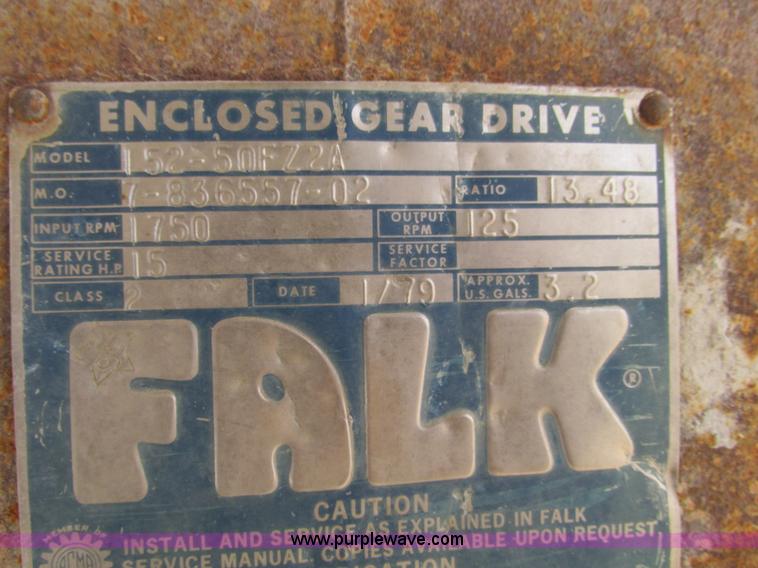 ENCLOSED GEAR DRIVE
MODEL 152-50FZ2A
M.O. 7-836557-02 RATIO 13.48
INPUT RPM 1750 OUTPUT RPM 125
SERVICE RATING H.P. 15 SERVICE FACTOR
CLASS 2 DATE 1/79 APPROX. U.S. GALS. 3.2
FALK ®
CAUTION
MEMBER INSTALL AND SERVICE AS EXPLAINED IN FALK
SERVICE MANUAL. COPIES AVAILABLE UPON REQUEST
www.purplewave.com
AGMA